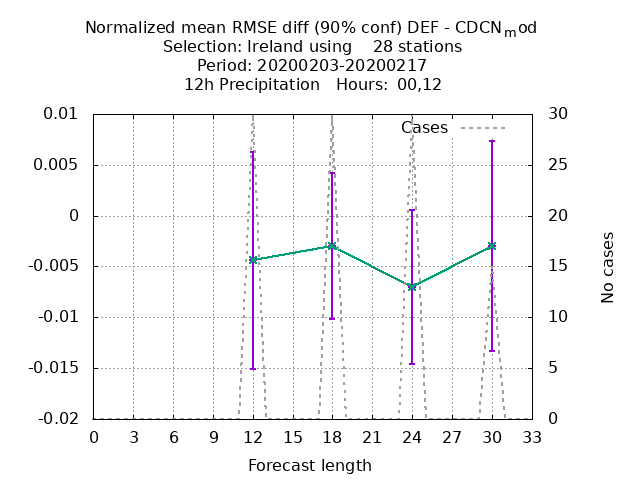 Normalized mean RMSE diff (90% conf) DEF - CDCNmod
Selection: Ireland using    28 stations
Period: 20200203-20200217
12h Precipitation   Hours:  00,12
Cases
0.01
0.005
0
-0.005
-0.01
-0.015
-0.02
30
25
20
15
10
5
0
No cases
0 3 6 9 12 15 18 21 24 27 30 33
Forecast length